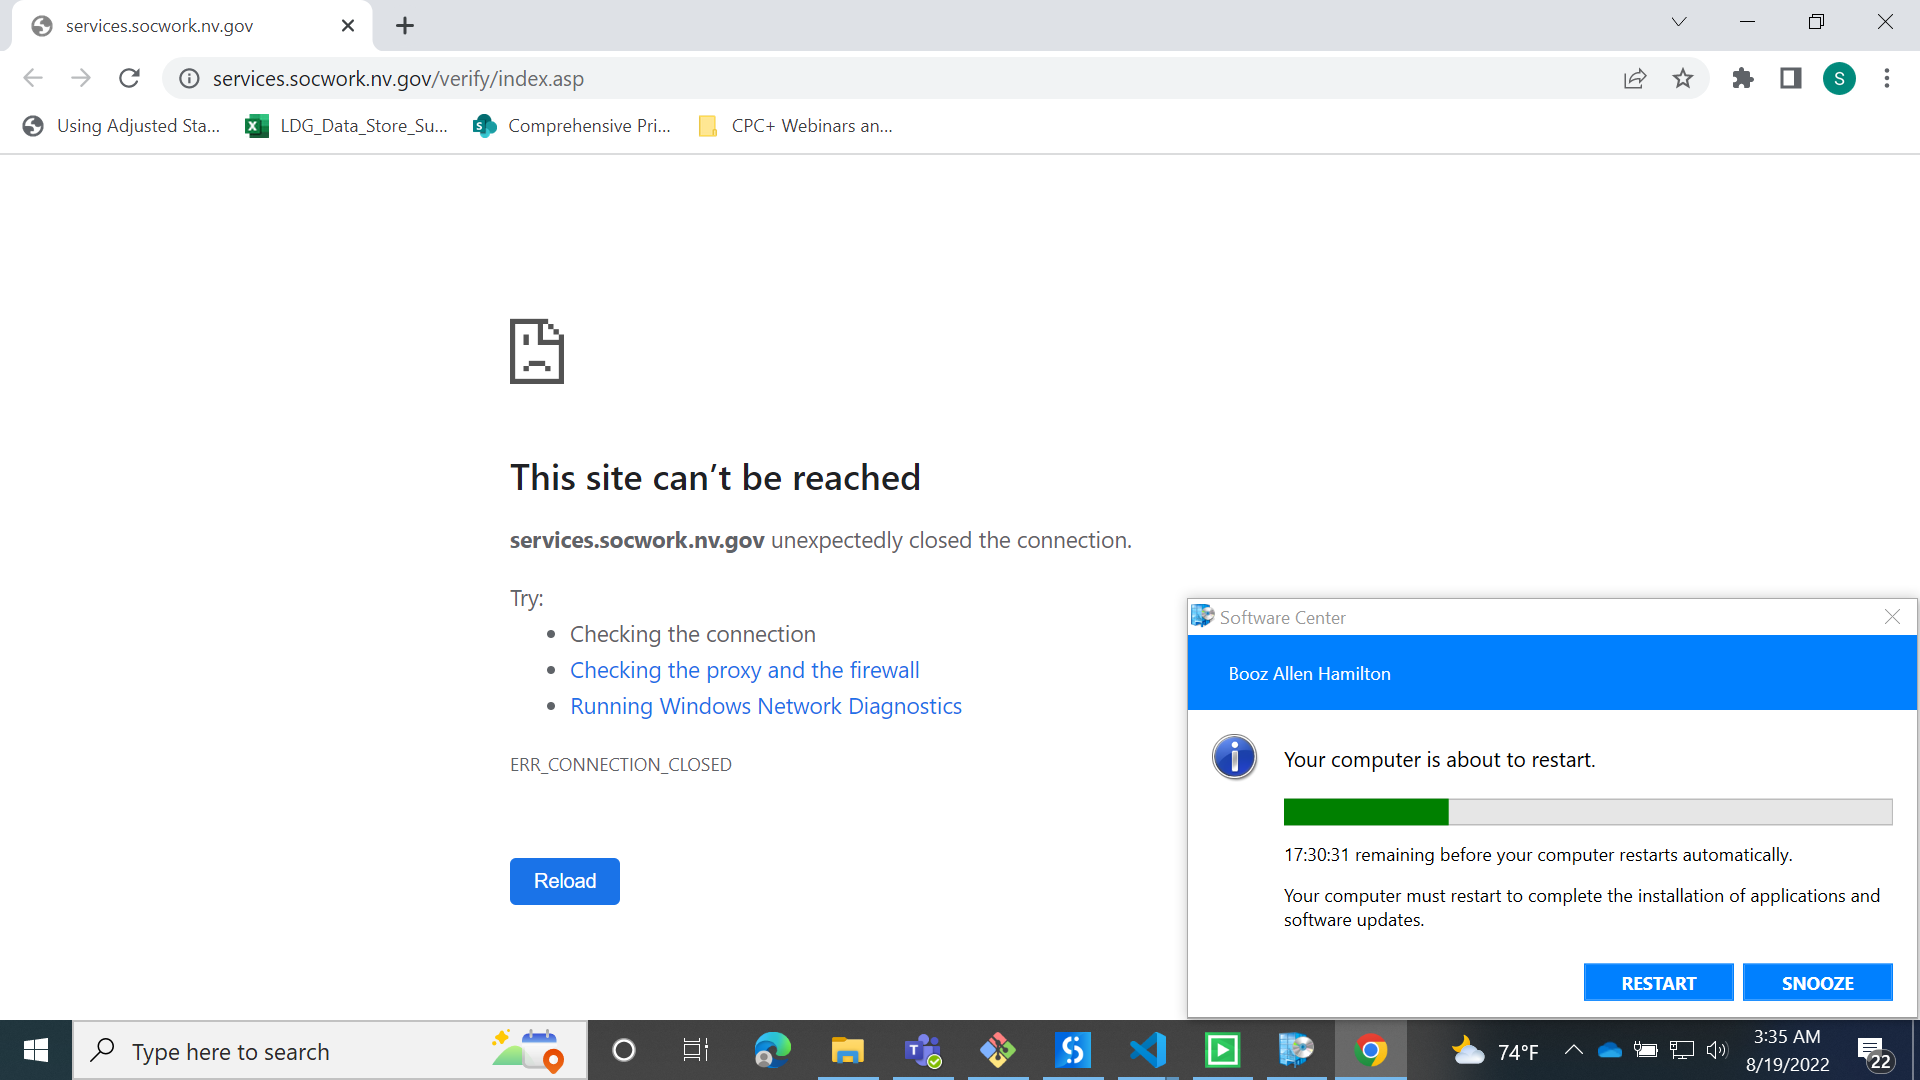 services.socwork.nv.gov
services.socwork.nv.gov/verify/index.asp
S
Using Adjusted Sta...
LDG_Data_Store_Su...
Comprehensive Pri...
CPC+ Webinars an...
This site can’t be reached
services.socwork.nv.gov unexpectedly closed the connection.
Try:
Checking the connection
Checking the proxy and the firewall
Running Windows Network Diagnostics
ERR_CONNECTION_CLOSED
Reload
Software Center
Booz Allen Hamilton
Your computer is about to restart.
17:30:31 remaining before your computer restarts automatically.
Your computer must restart to complete the installation of applications and
software updates.
RESTART
SNOOZE
Type here to search
74°F
3:35 AM
8/19/2022
22